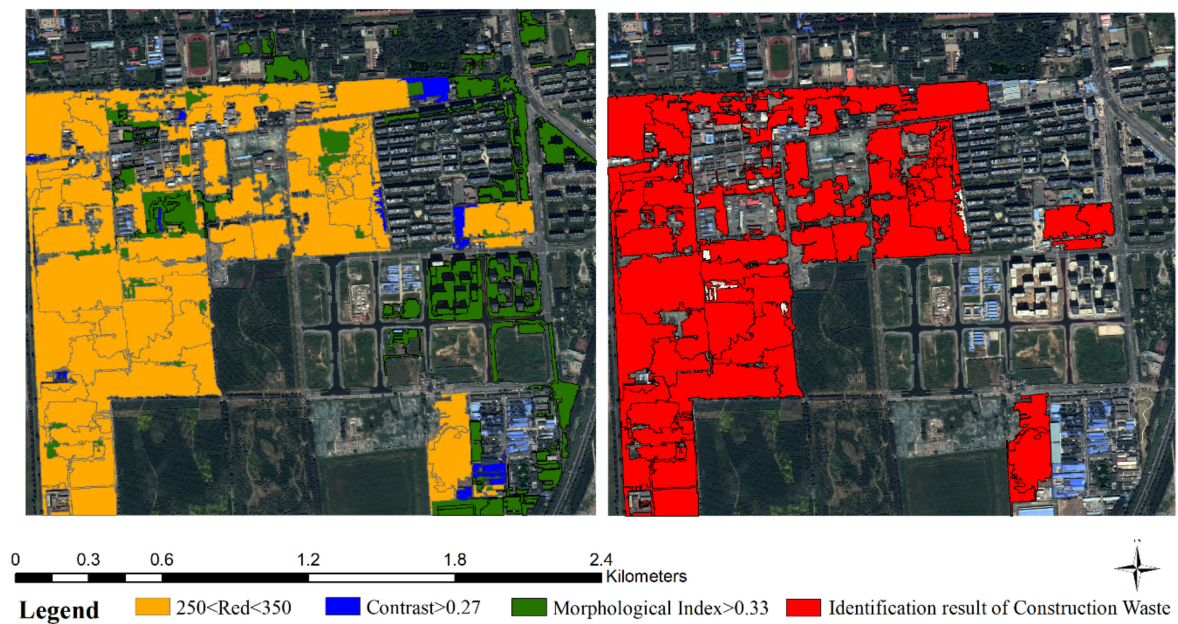 0 0.3 0.6 1.2 1.8 2.4
Kilometers
N
Legend 250<Red<350 Contrast>0.27 Morphological Index>0.33 Identification result of Construction Waste